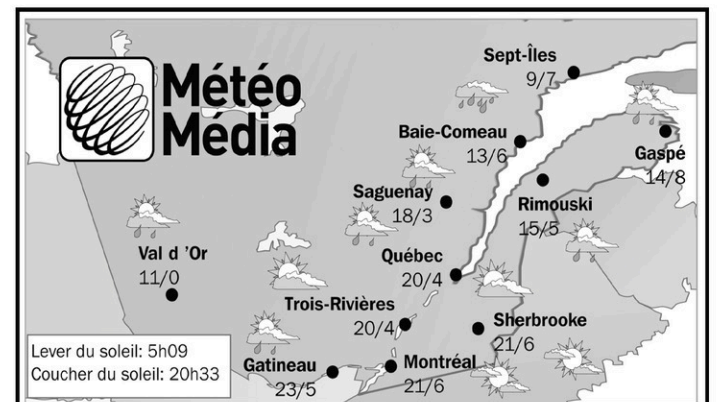 Météo
Média
Sept-Îles
9/7
Baie-Comeau
13/6
Gaspé
14/8
Saguenay
18/3
Rimouski
15/5
Val d 'Or
11/0
Québec
20/4
Trois-Rivières
20/4
Sherbrooke
21/6
Lever du soleil: 5h09
Coucher du soleil: 20h33
Gatineau
23/5
Montréal
21/6